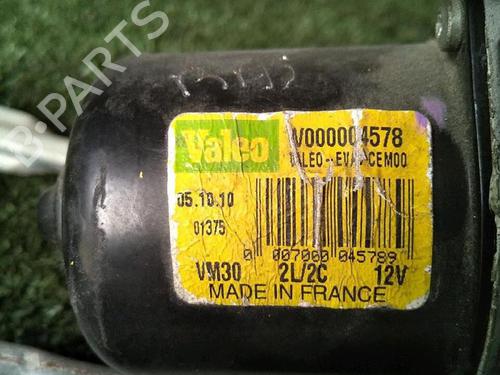 B-PARTS
Valeo
V000004578
VALEO--EVA--CEM00
05.10.10
01375
0 007060 045789
VM30 2L/2C 12V
MADE IN FRANCE